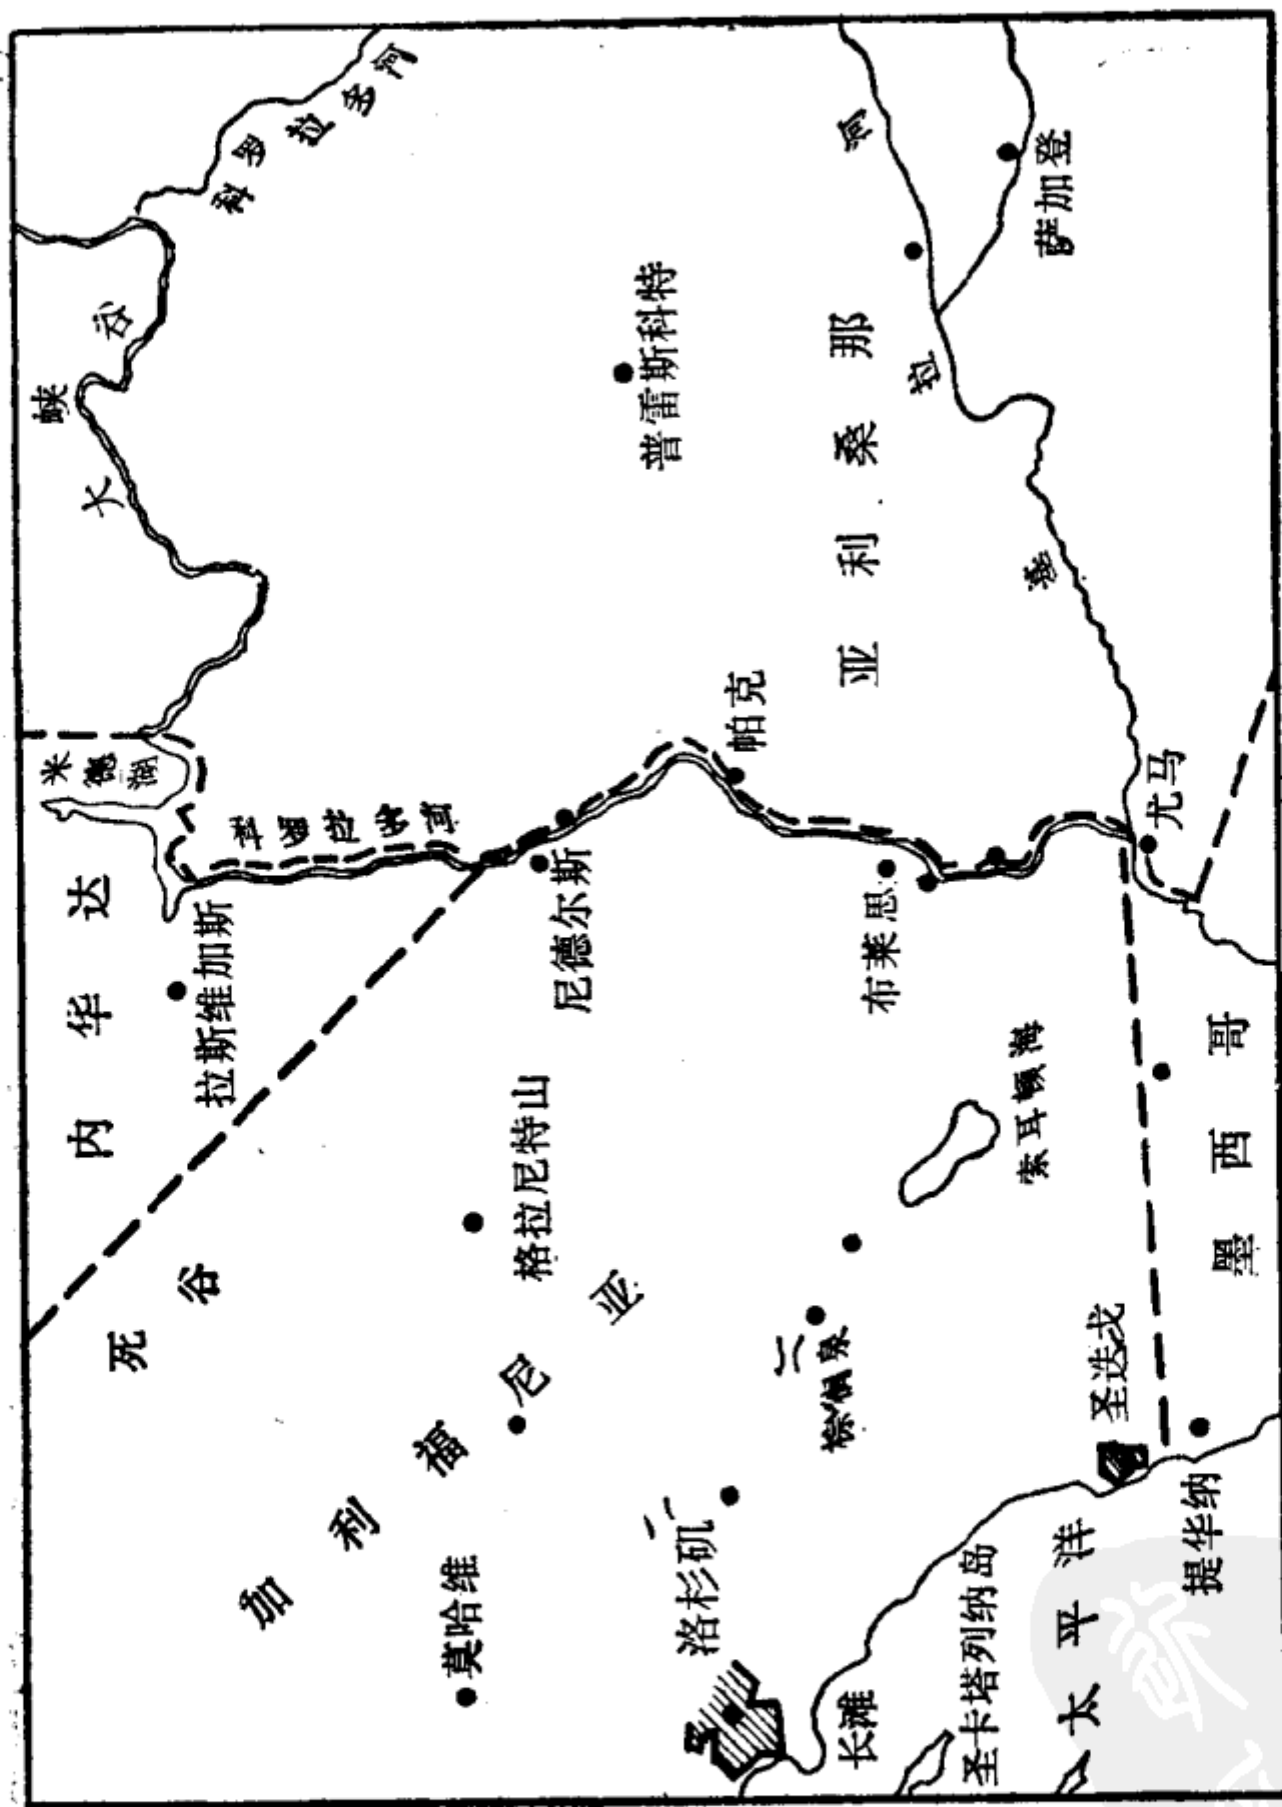 内华达
米德湖
大峡谷
科罗拉多河
拉斯维加斯
科罗拉多河
死谷
加利福尼亚
格拉尼特山
尼德尔斯
莫哈维
普雷斯科特
帕克
洛杉矶
棕榈泉
布莱思
亚利桑那
河
拉
萨加登
长滩
圣卡塔列纳岛
索耳顿海
太平洋
圣迭戈
尤马
提华纳
墨西哥